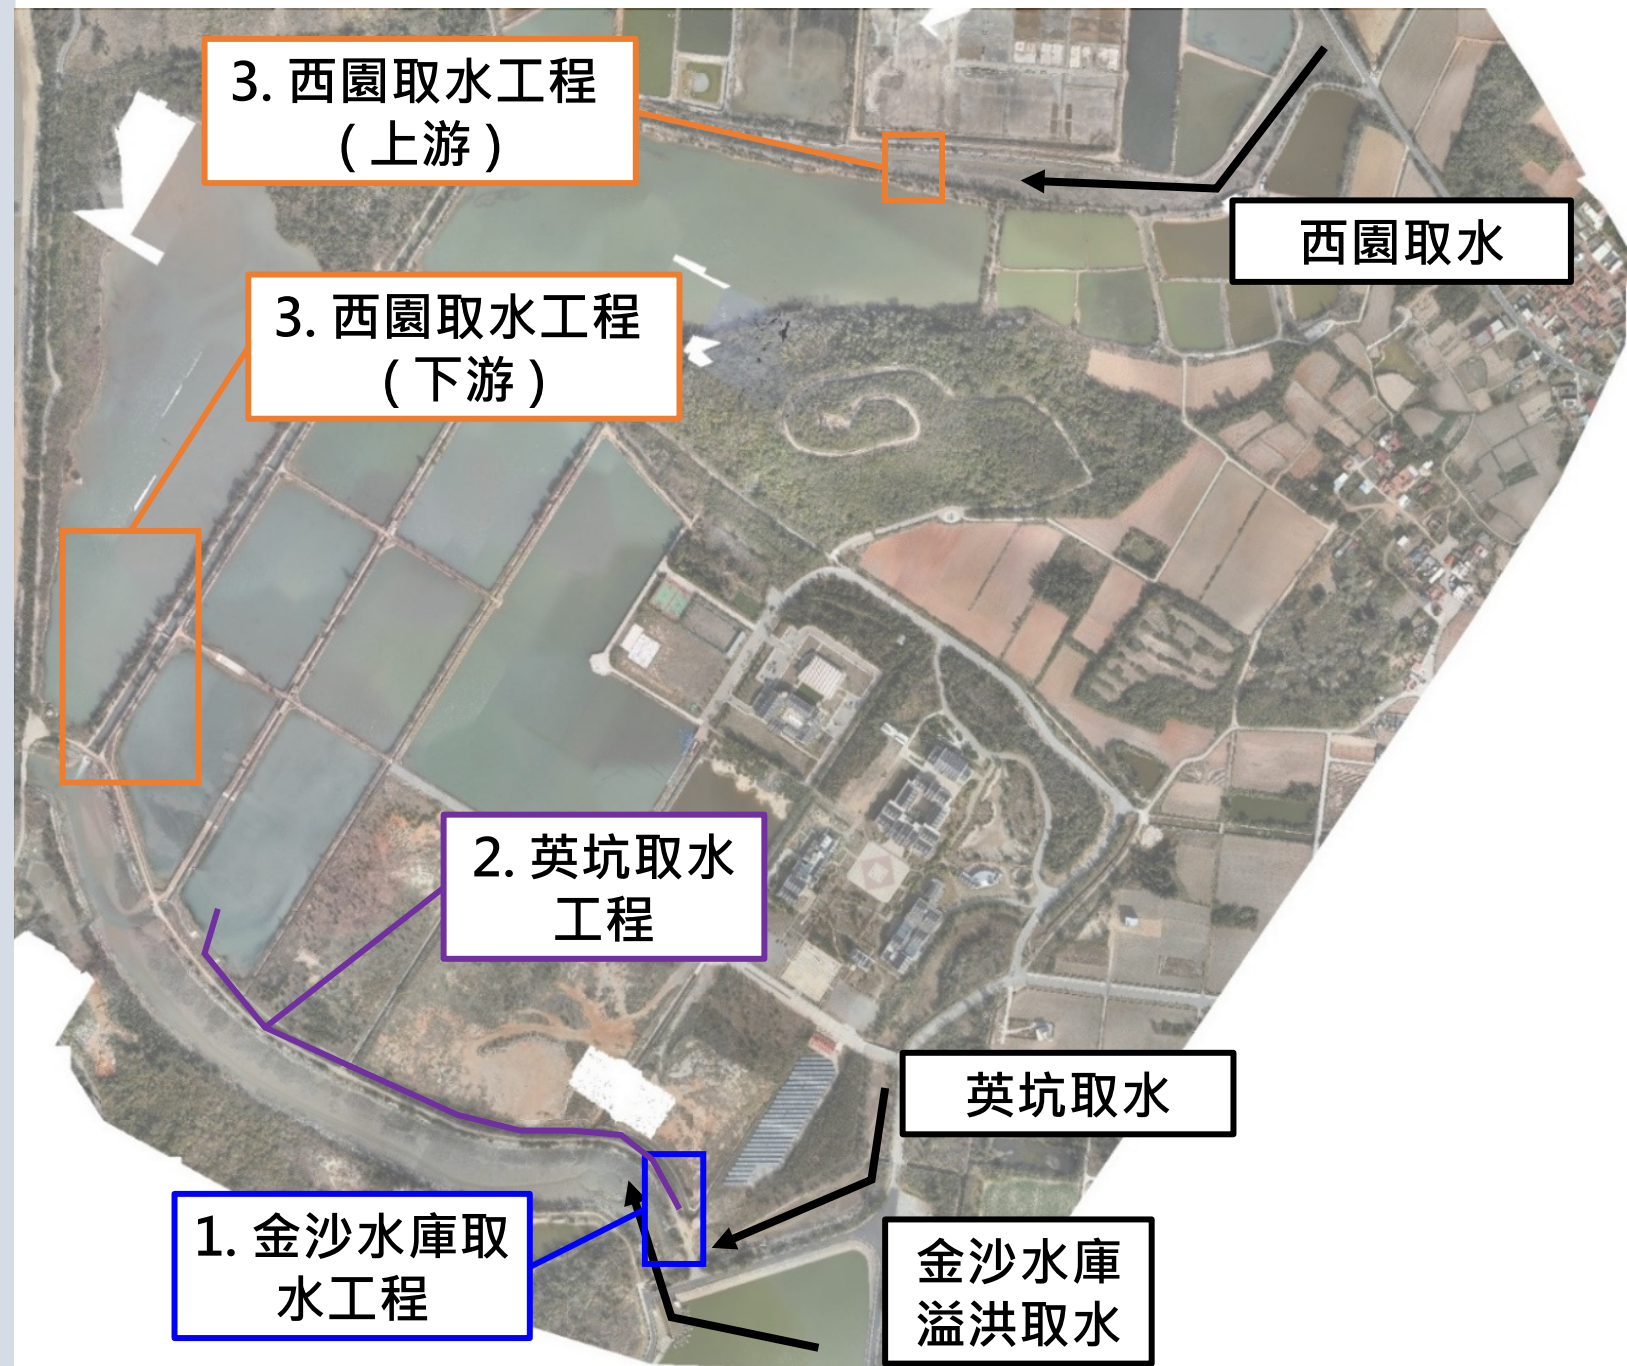 3. 西園取水工程
(上游)
西園取水
3. 西園取水工程
(下游)
2. 英坑取水
工程
英坑取水
1. 金沙水庫取
水工程
金沙水庫
溢洪取水